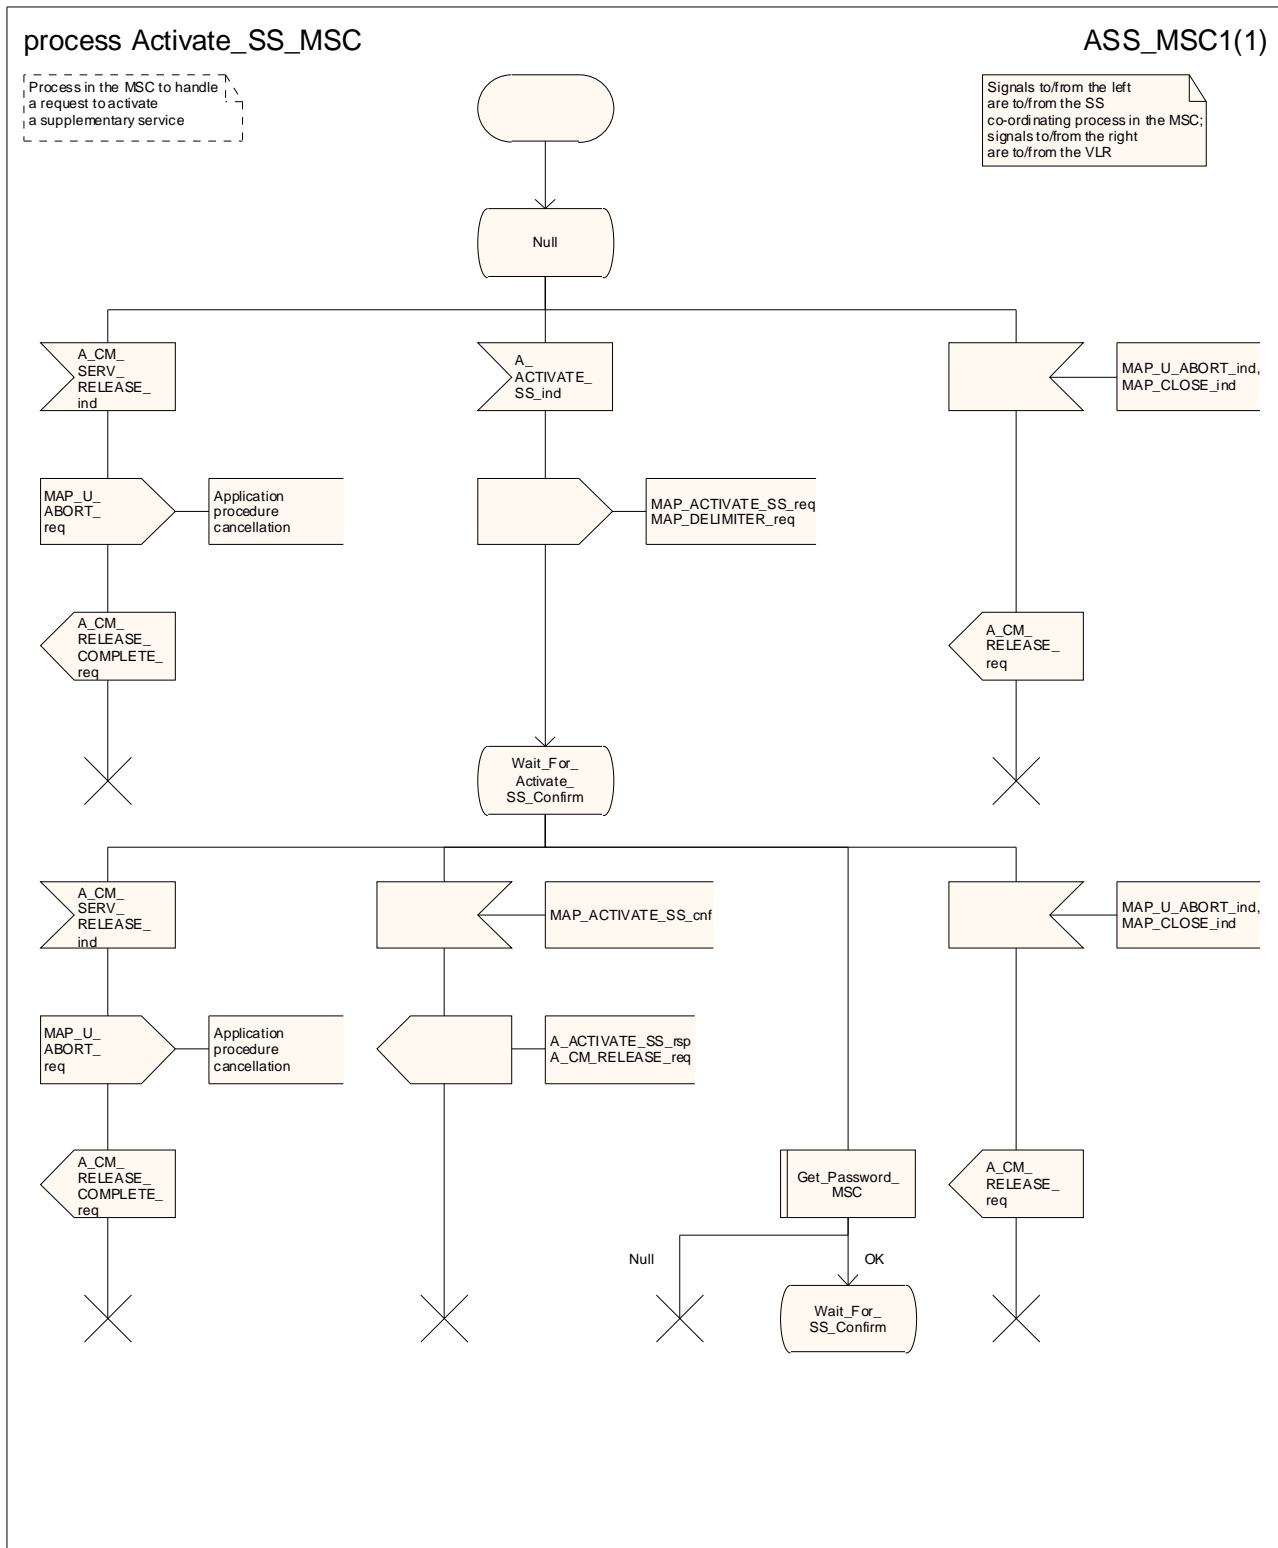 process Activate_SS_MSC
ASS_MSC1(1)
Process in the MSC to handle
a request to activate
a supplementary service
Signals to/from the left
are to/from the SS
co-ordinating process in the MSC;
signals to/from the right
are to/from the VLR
Null
A_CM_
SERV_
RELEASE_
ind
A_
ACTIVATE_
SS_ind
MAP_U_ABORT_ind,
MAP_CLOSE_ind
MAP_U_
ABORT_
req
Application
procedure
cancellation
MAP_ACTIVATE_SS_req
MAP_DELIMITER_req
A_CM_
RELEASE_
COMPLETE_
req
A_CM_
RELEASE_
req
Wait_For_
Activate_
SS_Confirm
A_CM_
SERV_
RELEASE_
ind
MAP_ACTIVATE_SS_cnf
MAP_U_ABORT_ind,
MAP_CLOSE_ind
MAP_U_
ABORT_
req
Application
procedure
cancellation
A_ACTIVATE_SS_rsp
A_CM_RELEASE_req
A_CM_
RELEASE_
COMPLETE_
req
Get_Password_
MSC
A_CM_
RELEASE_
req
Null
OK
Wait_For_
SS_Confirm